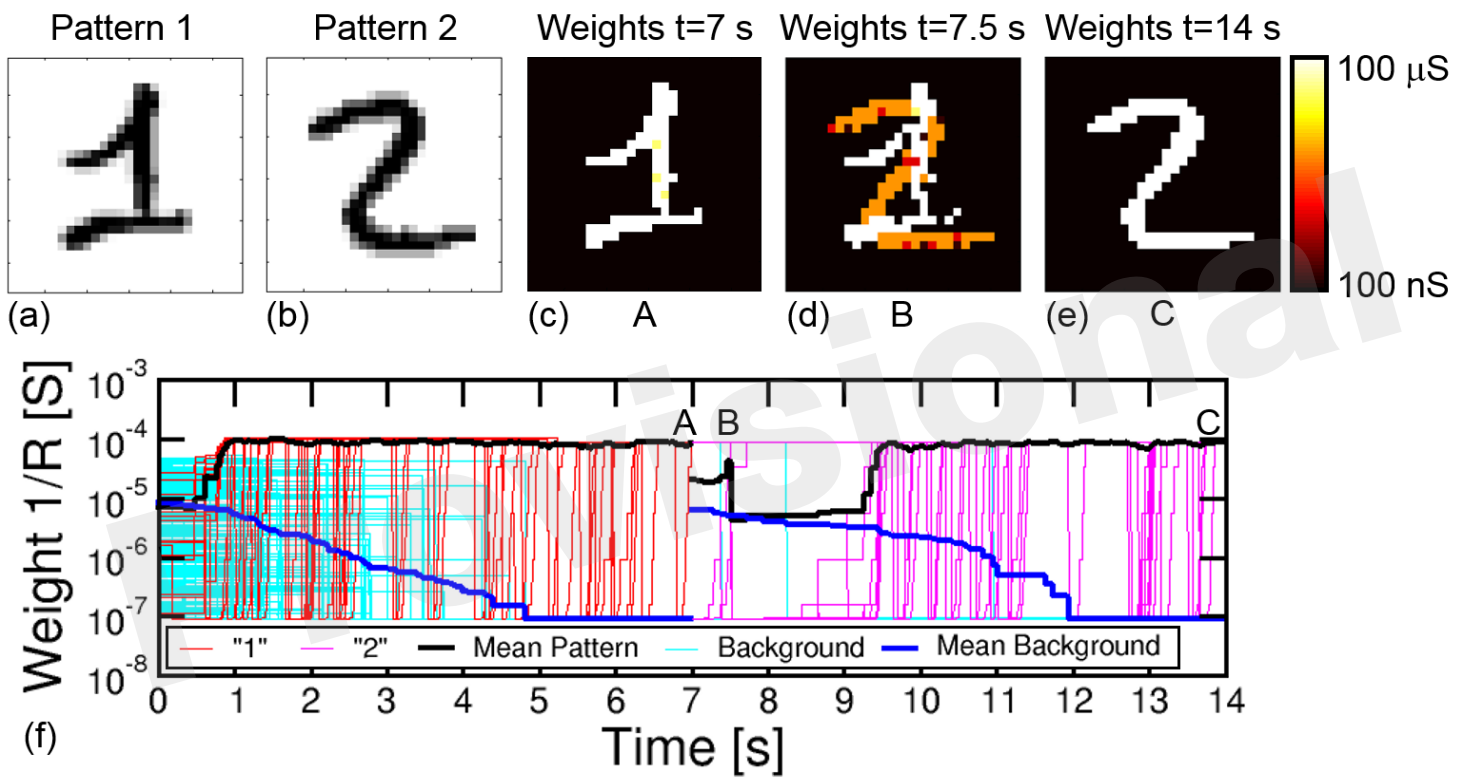 Pattern 1 Pattern 2 Weights t=7 s Weights t=7.5 s Weights t=14 s
100 μS
100 nS
(a) (b) (c) A (d) B (e) C
Provisional
Weight 1/R [S]
10-3
10-4
10-5
10-6
10-7
10-8
A B C
"1" "2" Mean Pattern Background Mean Background
0 1 2 3 4 5 6 7 8 9 10 11 12 13 14
(f) Time [s]